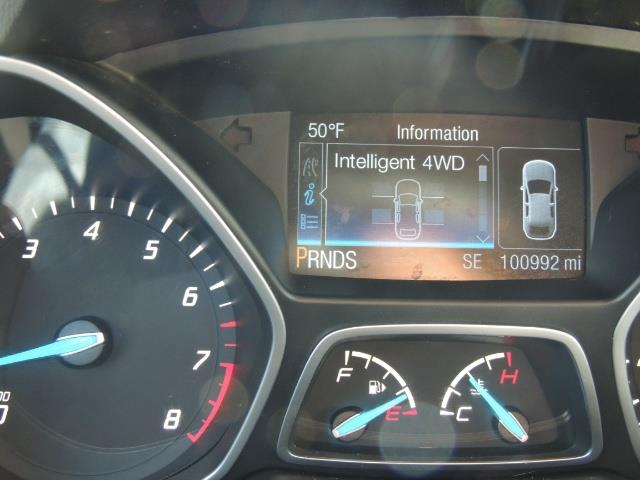 50°F Information
Intelligent 4WD
PRNDS SE 100992 mi
3 4 5 6 7 8
F E
C H